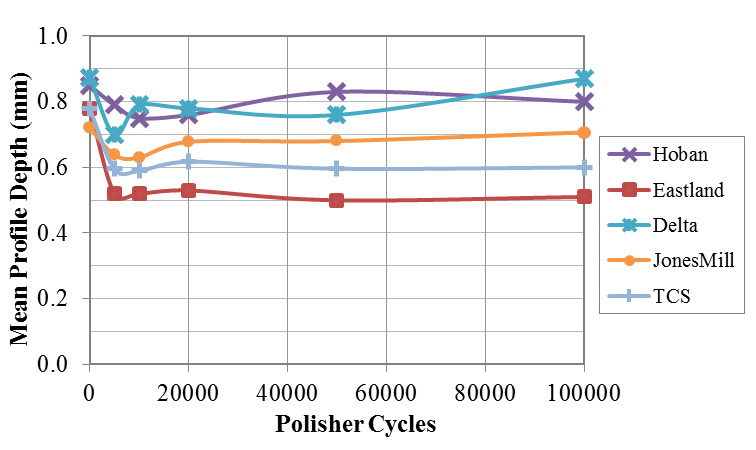 1.0
0.8
0.6
0.4
0.2
0.0
Mean Profile Depth (mm)
0 20000 40000 60000 80000 100000
Polisher Cycles
Hoban
Eastland
Delta
JonesMill
TCS